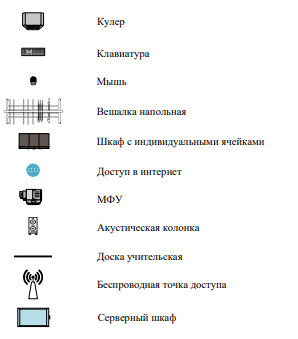 Кулер
Клавиатура
Мышь
Вешалка напольная
Шкаф с индивидуальными ячейками
Доступ в интернет
МФУ
Акустическая колонка
Доска учительская
Беспроводная точка доступа
Серверный шкаф